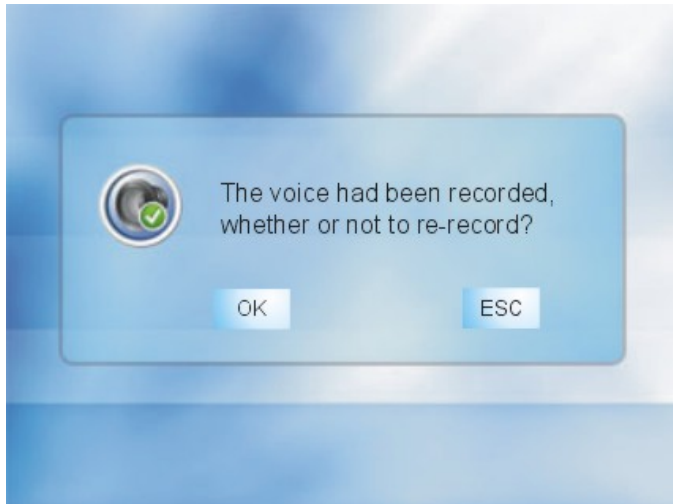 The voice had been recorded,
whether or not to re-record?
OK
ESC